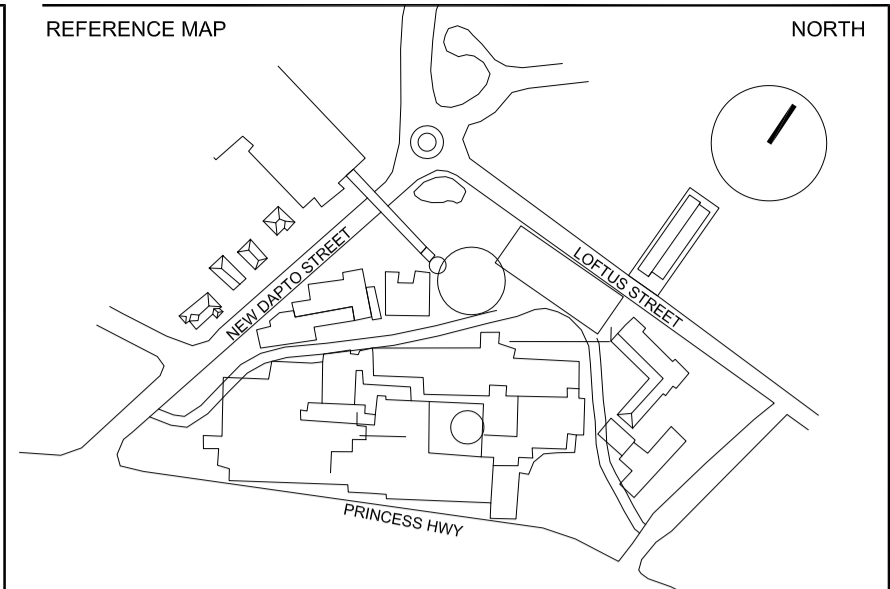 REFERENCE MAP
NORTH
NEW DAPTO STREET
LOFTUS STREET
PRINCESS HWY